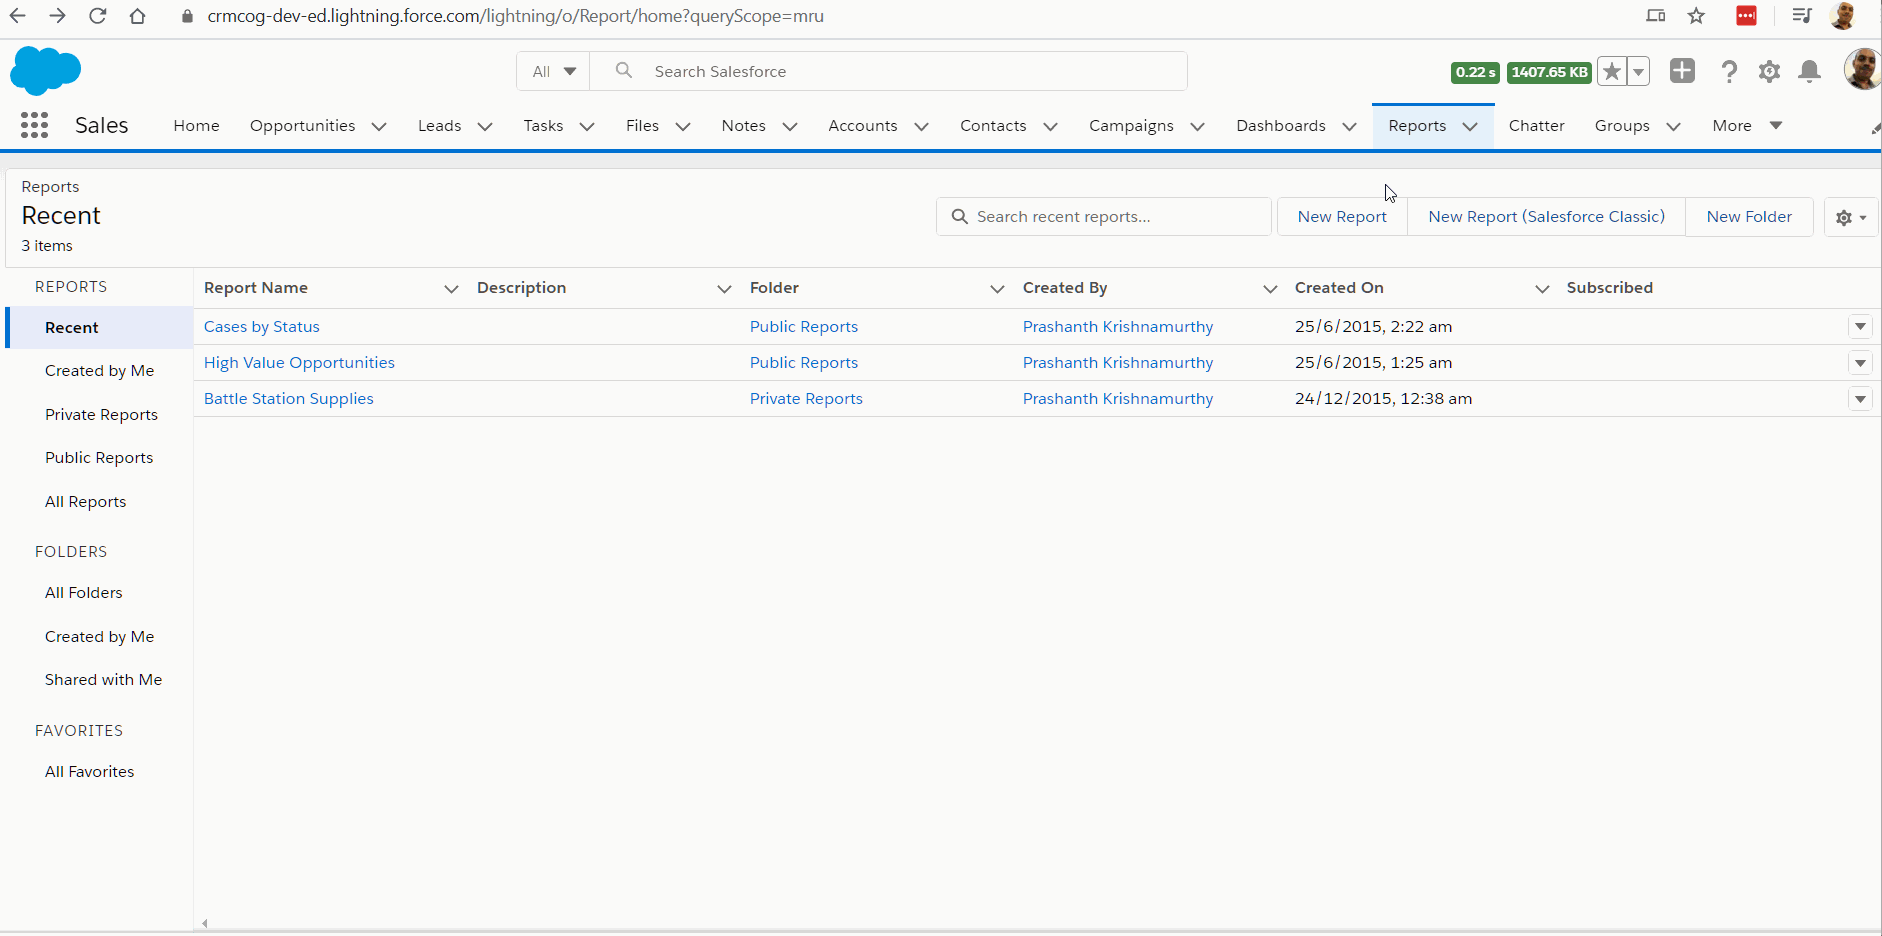 crmcog-dev-ed.lightning.force.com/lightning/o/Report/home?queryScope=mru
All Search Salesforce 0.22 s 1407.65 KB
Sales Home Opportunities Leads Tasks Files Notes Accounts Contacts Campaigns Dashboards Reports Chatter Groups More
Reports
Recent
3 items
Search recent reports... New Report New Report (Salesforce Classic) New Folder
REPORTS
Recent
Created by Me
Private Reports
Public Reports
All Reports
FOLDERS
All Folders
Created by Me
Shared with Me
FAVORITES
All Favorites
Report Name Description Folder Created By Created On Subscribed
Cases by Status Public Reports Prashanth Krishnamurthy 25/6/2015, 2:22 am
High Value Opportunities Public Reports Prashanth Krishnamurthy 25/6/2015, 1:25 am
Battle Station Supplies Private Reports Prashanth Krishnamurthy 24/12/2015, 12:38 am